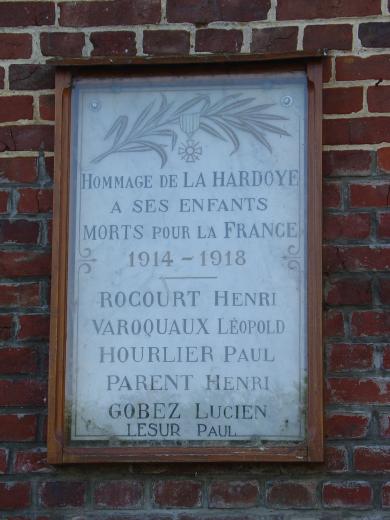 HOMMAGE DE LA HARDOYE
A SES ENFANTS
MORTS POUR LA FRANCE
1914 - 1918
ROCOURT HENRI
VAROQUAUX LÉOPOLD
HOURLIER PAUL
PARENT HENRI
GOBEZ LUCIEN
LESUR PAUL